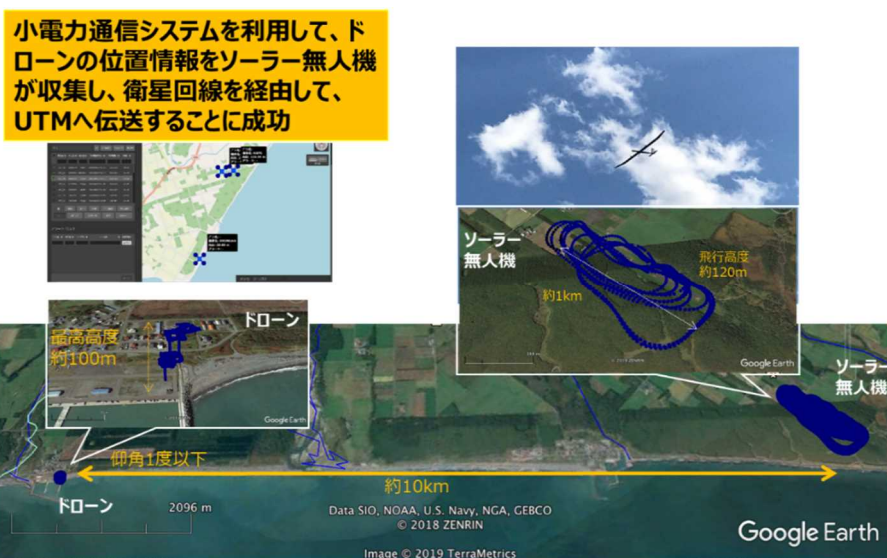 小電力通信システムを利用して、ド
ローンの位置情報をソーラー無人機
が収集し、衛星回線を経由して、
UTMへ伝送することに成功
ソーラー
無人機
飛行高度
約120m
約1km
Google Earth
ドローン
最高高度
約100m
Google Earth
ソーラー
無人機
仰角1度以下
約10km
ドローン
2096 m
Data SIO, NOAA, U.S. Navy, NGA, GEBCO
© 2018 ZENRIN
Image © 2019 TerraMetrics
Google Earth